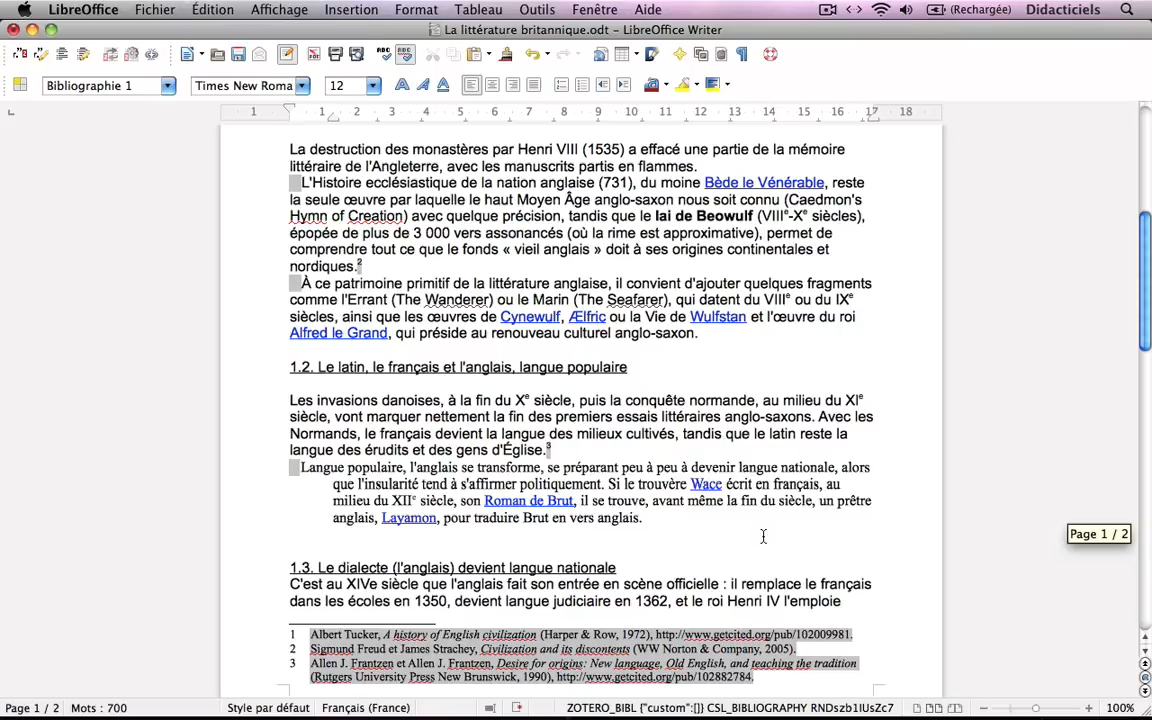 LibreOffice Fichier Édition Affichage Insertion Format Tableau Outils Fenêtre Aide (Rechargée) Didacticiels
La littérature britannique.odt - LibreOffice Writer
Bibliographie 1 Times New Roma 12
1 1 2 3 4 5 6 7 8 9 10 11 12 13 14 15 16 17 18
La destruction des monastères par Henri VIII (1535) a effacé une partie de la mémoire
littéraire de l'Angleterre, avec les manuscrits partis en flammes.
L'Histoire ecclésiastique de la nation anglaise (731), du moine Bède le Vénérable, reste
la seule œuvre par laquelle le haut Moyen Âge anglo-saxon nous soit connu (Caedmon's
Hymn of Creation) avec quelque précision, tandis que le lai de Beowulf (VIIIe-Xe siècles),
épopée de plus de 3 000 vers assonancés (où la rime est approximative), permet de
comprendre tout ce que le fonds « vieil anglais » doit à ses origines continentales et
nordiques.2
À ce patrimoine primitif de la littérature anglaise, il convient d'ajouter quelques fragments
comme l'Errant (The Wanderer) ou le Marin (The Seafarer), qui datent du VIIIe ou du IXe
siècles, ainsi que les œuvres de Cynewulf, Ælfric ou la Vie de Wulfstan et l'œuvre du roi
Alfred le Grand, qui préside au renouveau culturel anglo-saxon.
1.2. Le latin, le français et l'anglais, langue populaire
Les invasions danoises, à la fin du Xe siècle, puis la conquête normande, au milieu du XIe
siècle, vont marquer nettement la fin des premiers essais littéraires anglo-saxons. Avec les
Normands, le français devient la langue des milieux cultivés, tandis que le latin reste la
langue des érudits et des gens d'Église.3
Langue populaire, l'anglais se transforme, se préparant peu à peu à devenir langue nationale, alors
que l'insularité tend à s'affirmer politiquement. Si le trouvère Wace écrit en français, au
milieu du XIIe siècle, son Roman de Brut, il se trouve, avant même la fin du siècle, un prêtre
anglais, Layamon, pour traduire Brut en vers anglais.
Page 1 / 2
1.3. Le dialecte (l'anglais) devient langue nationale
C'est au XIVe siècle que l'anglais fait son entrée en scène officielle : il remplace le français
dans les écoles en 1350, devient langue judiciaire en 1362, et le roi Henri IV l'emploie
1 Albert Tucker, A history of English civilization (Harper & Row, 1972), http://www.getcited.org/pub/102009981.
2 Sigmund Freud et James Strachey, Civilization and its discontents (WW Norton & Company, 2005).
3 Allen J. Frantzen et Allen J. Frantzen, Desire for origins: New language, Old English, and teaching the tradition
(Rutgers University Press New Brunswick, 1990), http://www.getcited.org/pub/102882784.
Page 1 / 2 Mots : 700 Style par défaut Français (France) ZOTERO_BIBL {"custom":[]} CSL_BIBLIOGRAPHY RNDszb1IUsZc7 100%